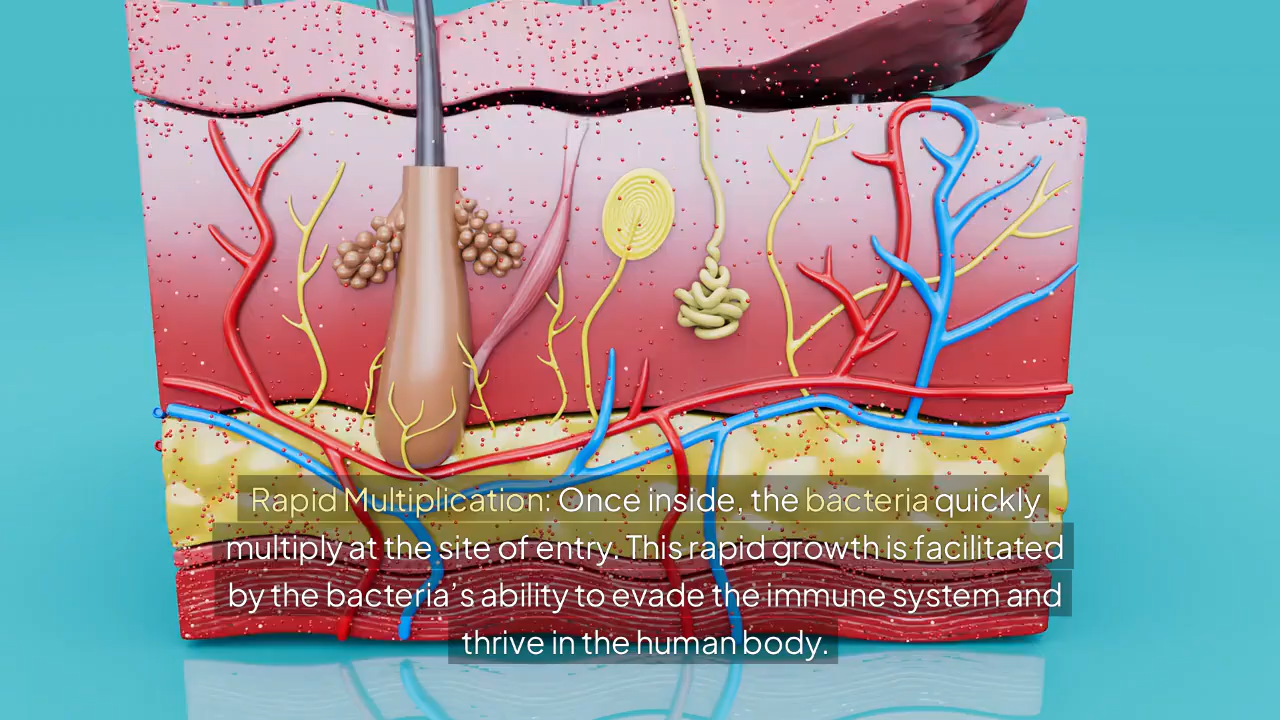 Rapid Multiplication: Once inside, the bacteria quickly
multiply at the site of entry. This rapid growth is facilitated
by the bacteria’s ability to evade the immune system and
thrive in the human body.